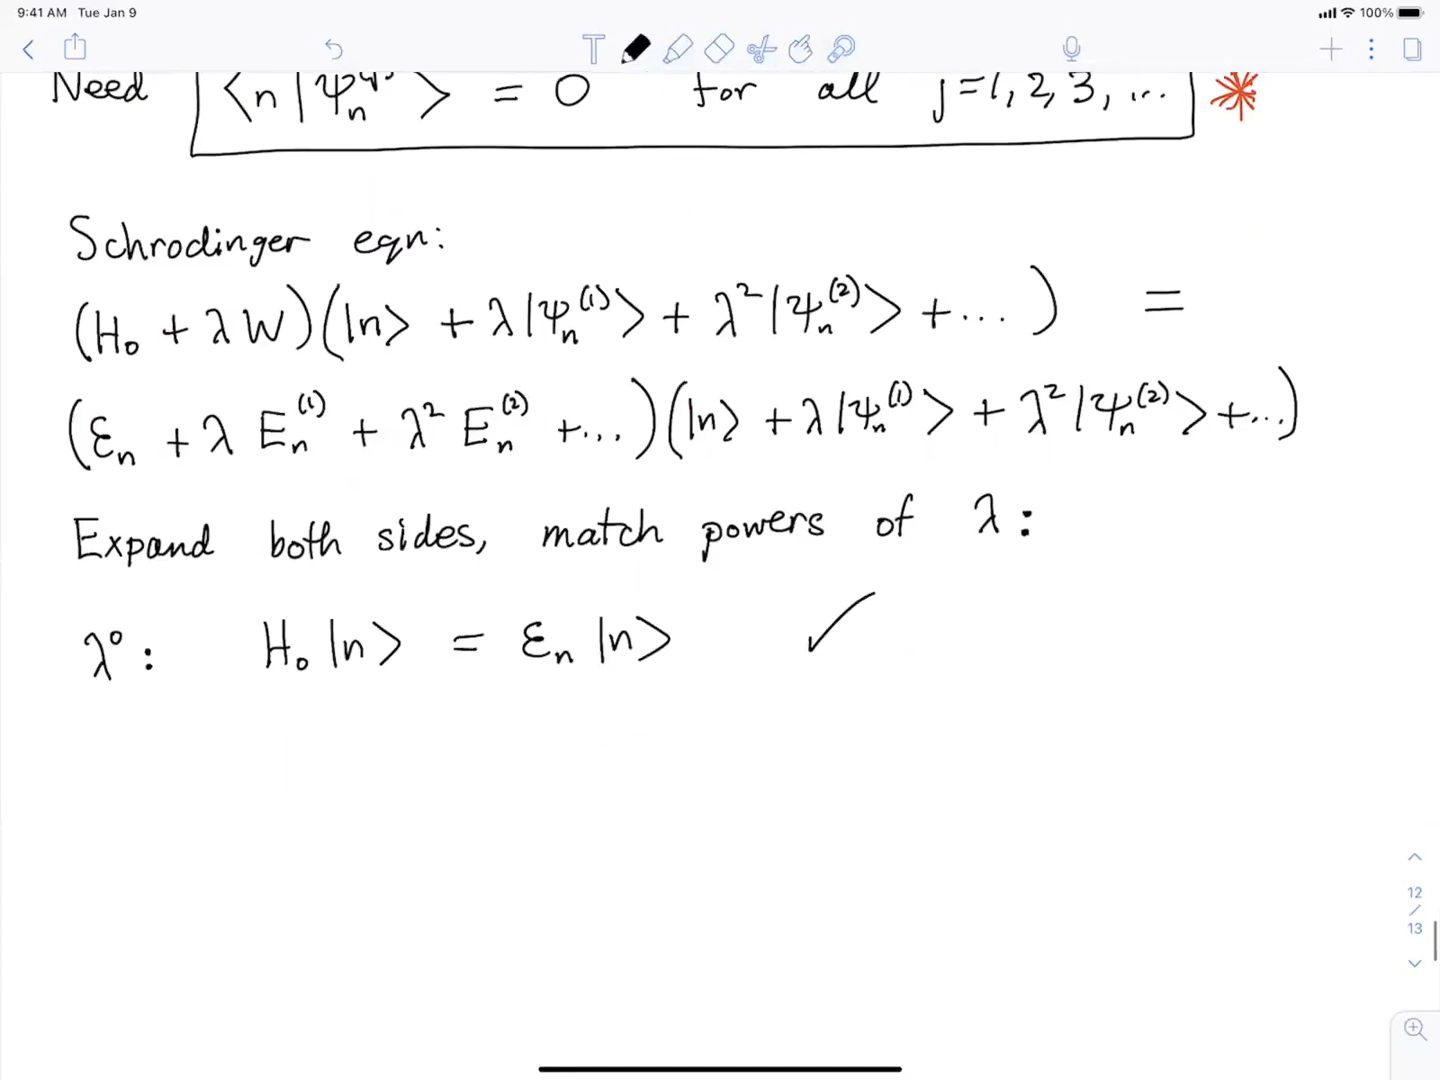 9:41 AM Tue Jan 9 100%
T
Need ⟨n|ψₙ⁽ʲ⁾⟩ = 0 for all j=1, 2, 3, ...
Schrodinger eqn:
(H₀ + λW)(|n⟩ + λ|ψₙ⁽¹⁾⟩ + λ²|ψₙ⁽²⁾⟩ + ...) =
(εₙ + λEₙ⁽¹⁾ + λ²Eₙ⁽²⁾ + ...)(|n⟩ + λ|ψₙ⁽¹⁾⟩ + λ²|ψₙ⁽²⁾⟩ + ...)
Expand both sides, match powers of λ:
λ⁰: H₀|n⟩ = εₙ|n⟩ ✓
12
/
13